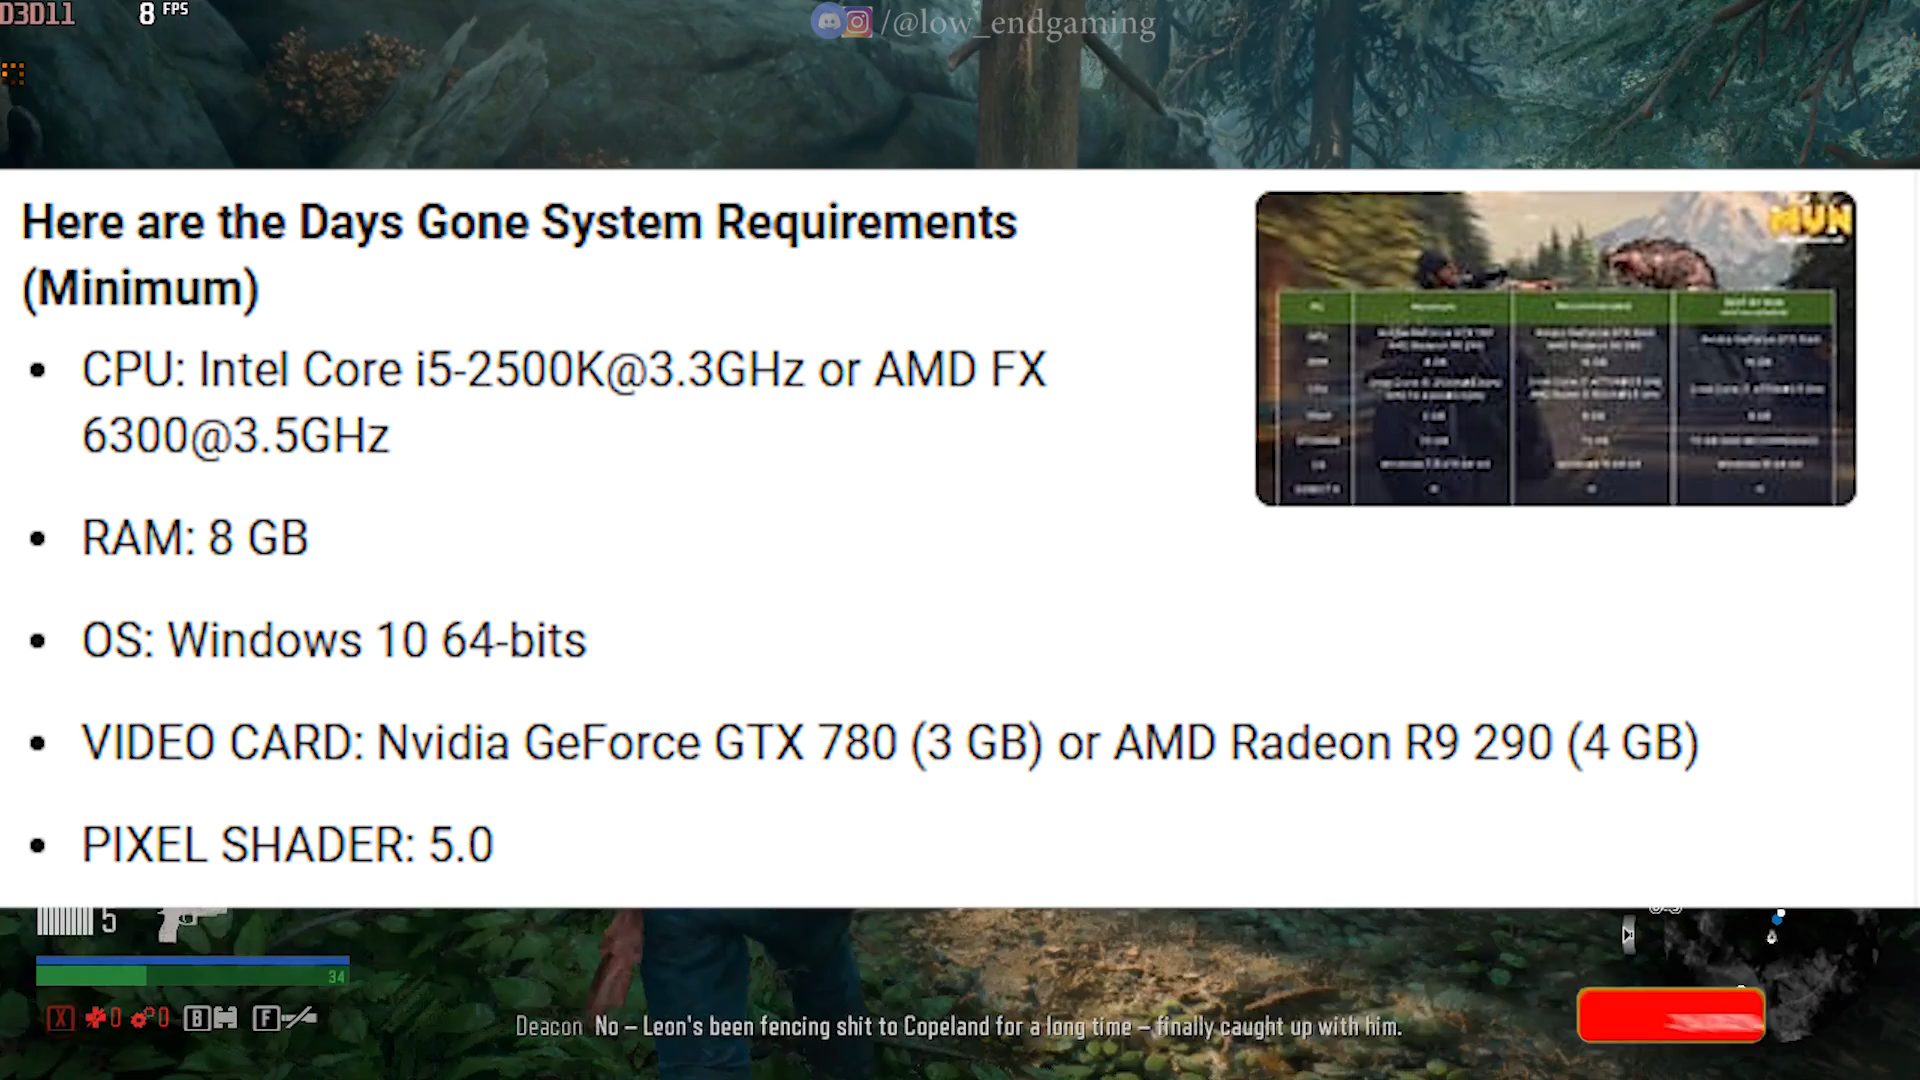 D3D11 8 FPS
/@low_endgaming
Here are the Days Gone System Requirements
(Minimum)
• CPU: Intel Core i5-2500K@3.3GHz or AMD FX
6300@3.5GHz
• RAM: 8 GB
• OS: Windows 10 64-bits
• VIDEO CARD: Nvidia GeForce GTX 780 (3 GB) or AMD Radeon R9 290 (4 GB)
• PIXEL SHADER: 5.0
MUN
5
34
X 0 0 B F
Deacon No – Leon's been fencing shit to Copeland for a long time – finally caught up with him.